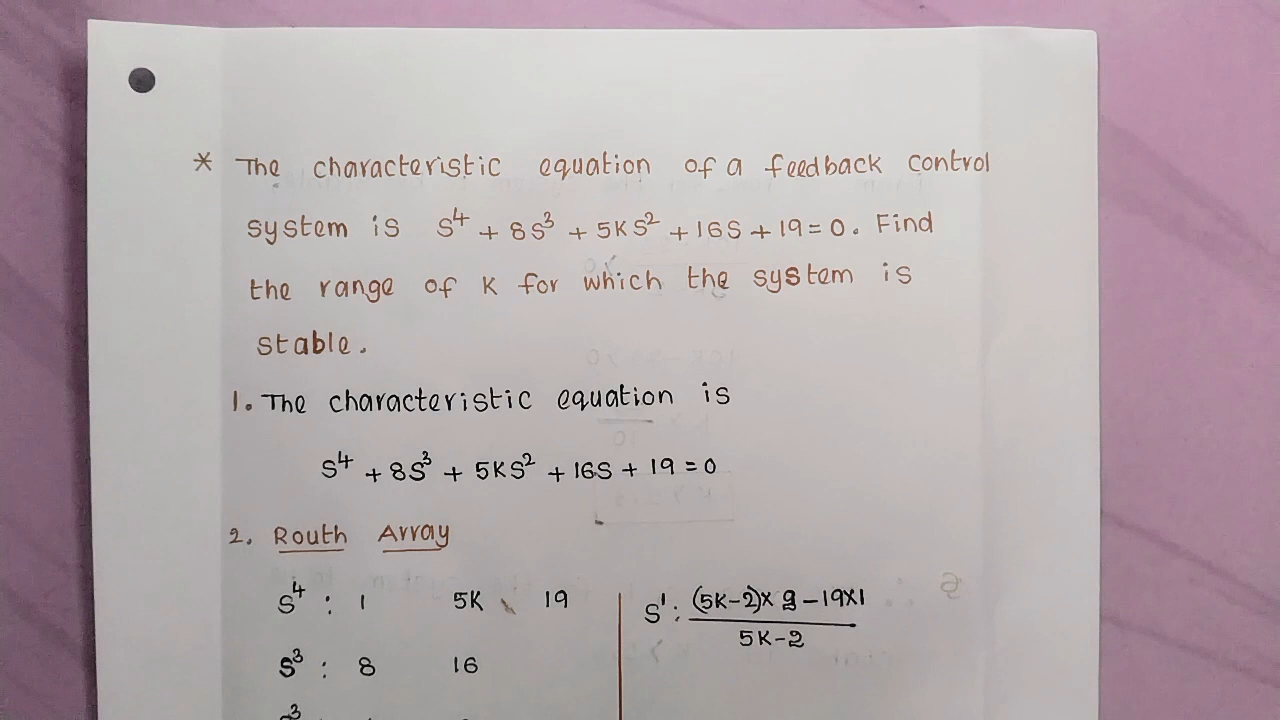 * The characteristic equation of a feedback control
system is S⁴ + 8S³ + 5KS² + 16S + 19 = 0. Find
the range of K for which the system is
stable.
1. The characteristic equation is
S⁴ + 8S³ + 5KS² + 16S + 19 = 0
2. Routh Array
S⁴ : 1 5K 19
S³ : 8 16
S¹ : (5K-2)x 2 - 19x1
5K-2